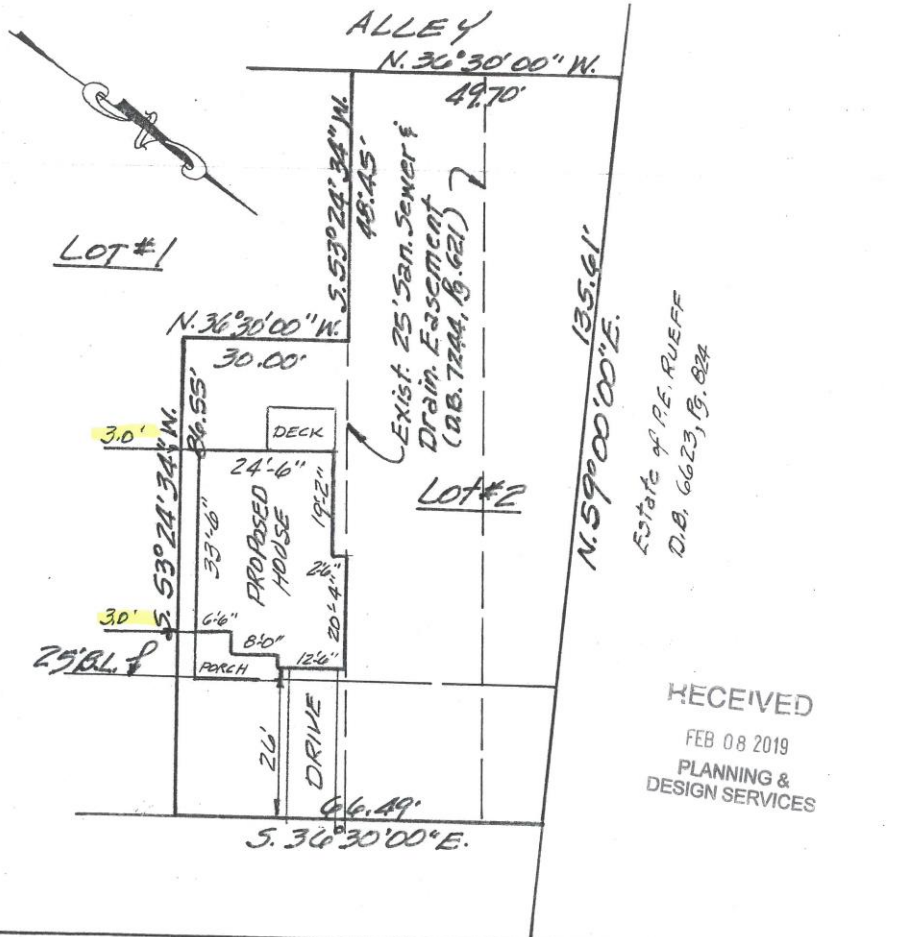 ALLEY
N. 36°30'00" W.
49.70'
S. 53°24'34" W.
48.45'
Exist. 25' San. Sewer &
Drain. Easement
(D.B. 7244, Pg. 621)
LOT #1
N. 36°30'00" W.
30.00'
S. 53°24'34" W.
86.55'
3.0'
DECK
24'-6"
33'-6"
PROPOSED
HOUSE
19'-2"
2'6"
20'-4"
Lot #2
135.61'
N. 59°00'00" E.
Estate of P.E. RUEFF
D.B. 6623, Pg. 824
3.0'
6'6"
8'-0"
12'6"
PORCH
25' B.L.
26'
DRIVE
66.49'
S. 36°30'00" E.
RECEIVED
FEB 08 2019
PLANNING &
DESIGN SERVICES